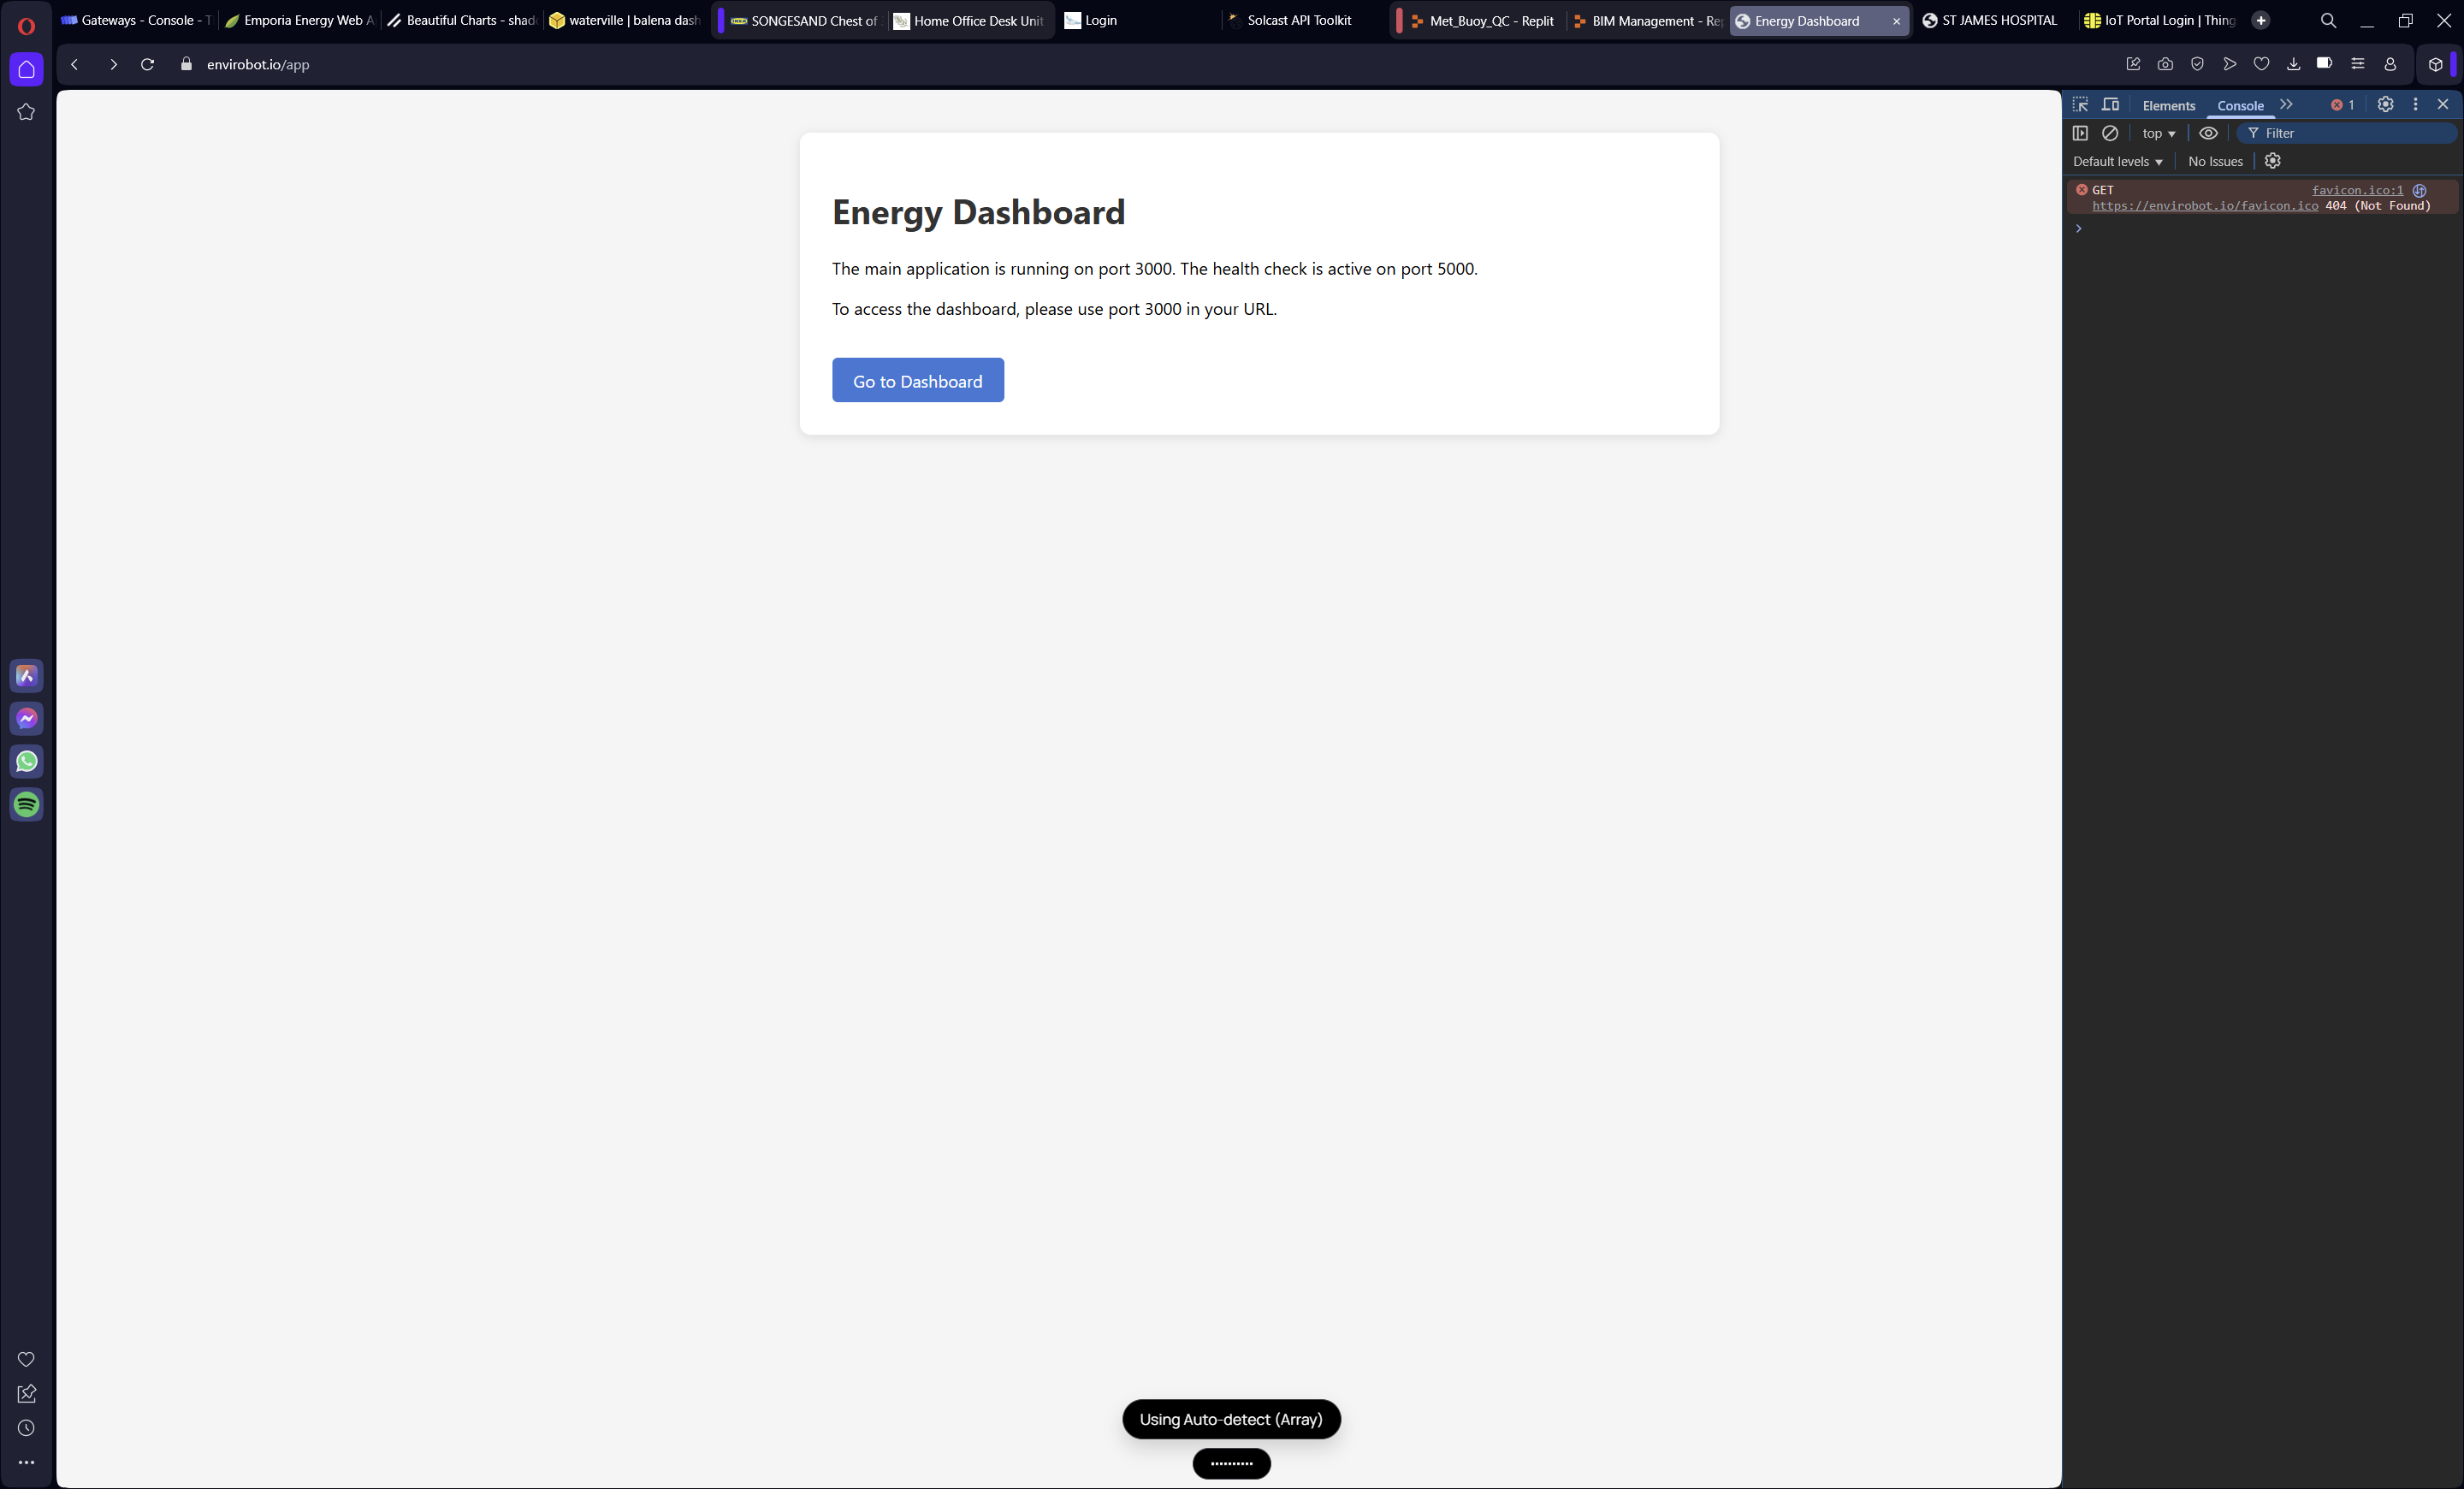 Gateways - Console - T
Emporia Energy Web A
Beautiful Charts - shad
waterville | balena dash
SONGESAND Chest of
Home Office Desk Unit
Login
Solcast API Toolkit
Met_Buoy_QC - Replit
BIM Management - Rep
Energy Dashboard
ST JAMES HOSPITAL
IoT Portal Login | Thing
envirobot.io/app
Elements
Console
1
top
Filter
Default levels
No Issues
GET
favicon.ico:1
https://envirobot.io/favicon.ico 404 (Not Found)
Energy Dashboard
The main application is running on port 3000. The health check is active on port 5000.
To access the dashboard, please use port 3000 in your URL.
Go to Dashboard
Using Auto-detect (Array)